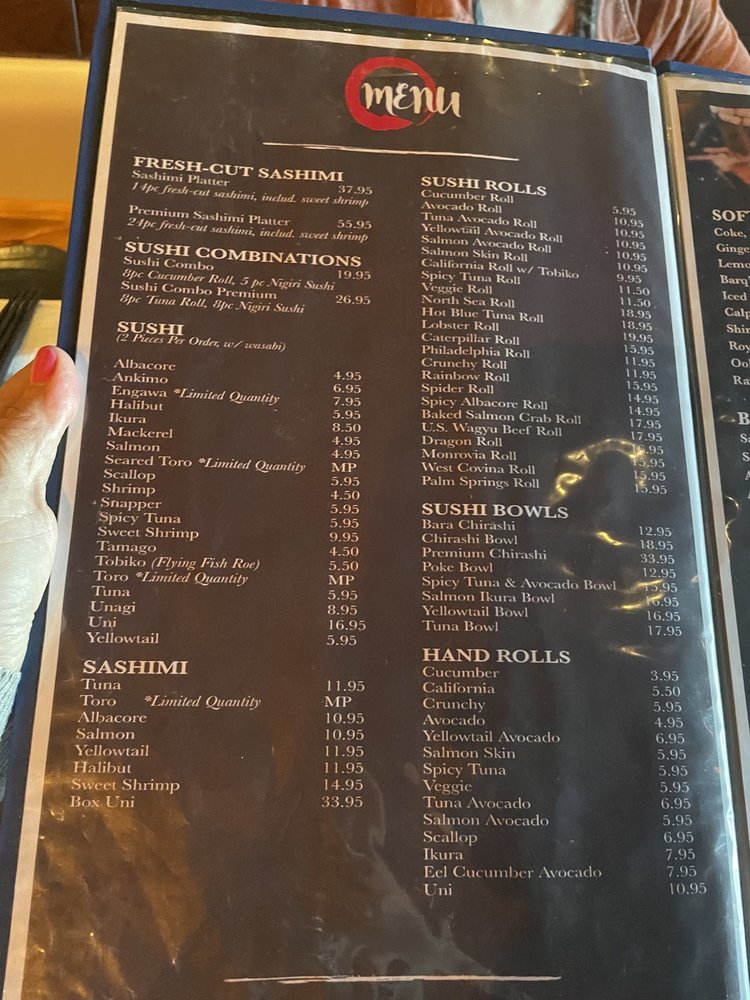 MENU
FRESH-CUT SASHIMI
Sashimi Platter 37.95
14pc fresh-cut sashimi, includ. sweet shrimp
Premium Sashimi Platter 55.95
24pc fresh-cut sashimi, includ. sweet shrimp
SUSHI COMBINATIONS
Sushi Combo 19.95
8pc Cucumber Roll, 5 pc Nigiri Sushi
Sushi Combo Premium 26.95
8pc Tuna Roll, 8pc Nigiri Sushi
SUSHI
(2 Pieces Per Order, w/ wasabi)
Albacore 4.95
Ankimo 6.95
Engawa *Limited Quantity 7.95
Halibut 5.95
Ikura 8.50
Mackerel 4.95
Salmon 4.95
Seared Toro *Limited Quantity MP
Scallop 5.95
Shrimp 4.50
Snapper 5.95
Spicy Tuna 5.95
Sweet Shrimp 9.95
Tamago 4.50
Tobiko (Flying Fish Roe) 5.50
Toro *Limited Quantity MP
Tuna 5.95
Unagi 8.95
Uni 16.95
Yellowtail 5.95
SASHIMI
Tuna 11.95
Toro *Limited Quantity MP
Albacore 10.95
Salmon 10.95
Yellowtail 11.95
Halibut 11.95
Sweet Shrimp 14.95
Box Uni 33.95
SUSHI ROLLS
Cucumber Roll
Avocado Roll
Tuna Avocado Roll
Yellowtail Avocado Roll
Salmon Avocado Roll
Salmon Skin Roll
California Roll w/ Tobiko
Spicy Tuna Roll
Veggie Roll
North Sea Roll
Hot Blue Tuna Roll
Lobster Roll
Caterpillar Roll
Philadelphia Roll
Crunchy Roll
Rainbow Roll
Spider Roll
Spicy Albacore Roll
Baked Salmon Crab Roll
U.S. Wagyu Beef Roll
Dragon Roll
Monrovia Roll
West Covina Roll
Palm Springs Roll
5.95
10.95
10.95
10.95
10.95
9.95
11.50
11.50
18.95
18.95
19.95
15.95
11.95
11.95
15.95
14.95
14.95
17.95
17.95
15.95
15.95
15.95
SUSHI BOWLS
Bara Chirashi 12.95
Chirashi Bowl 18.95
Premium Chirashi 33.95
Poke Bowl 12.95
Spicy Tuna & Avocado Bowl 15.95
Salmon Ikura Bowl 16.95
Yellowtail Bowl 16.95
Tuna Bowl 17.95
HAND ROLLS
Cucumber 3.95
California 5.50
Crunchy 5.95
Avocado 4.95
Yellowtail Avocado 6.95
Salmon Skin 5.95
Spicy Tuna 5.95
Veggie 5.95
Tuna Avocado 6.95
Salmon Avocado 5.95
Scallop 6.95
Ikura 7.95
Eel Cucumber Avocado 7.95
Uni 10.95
SOF
Coke,
Ginge
Lemo
Barq'
Iced
Calp
Shir
Roy
Ra